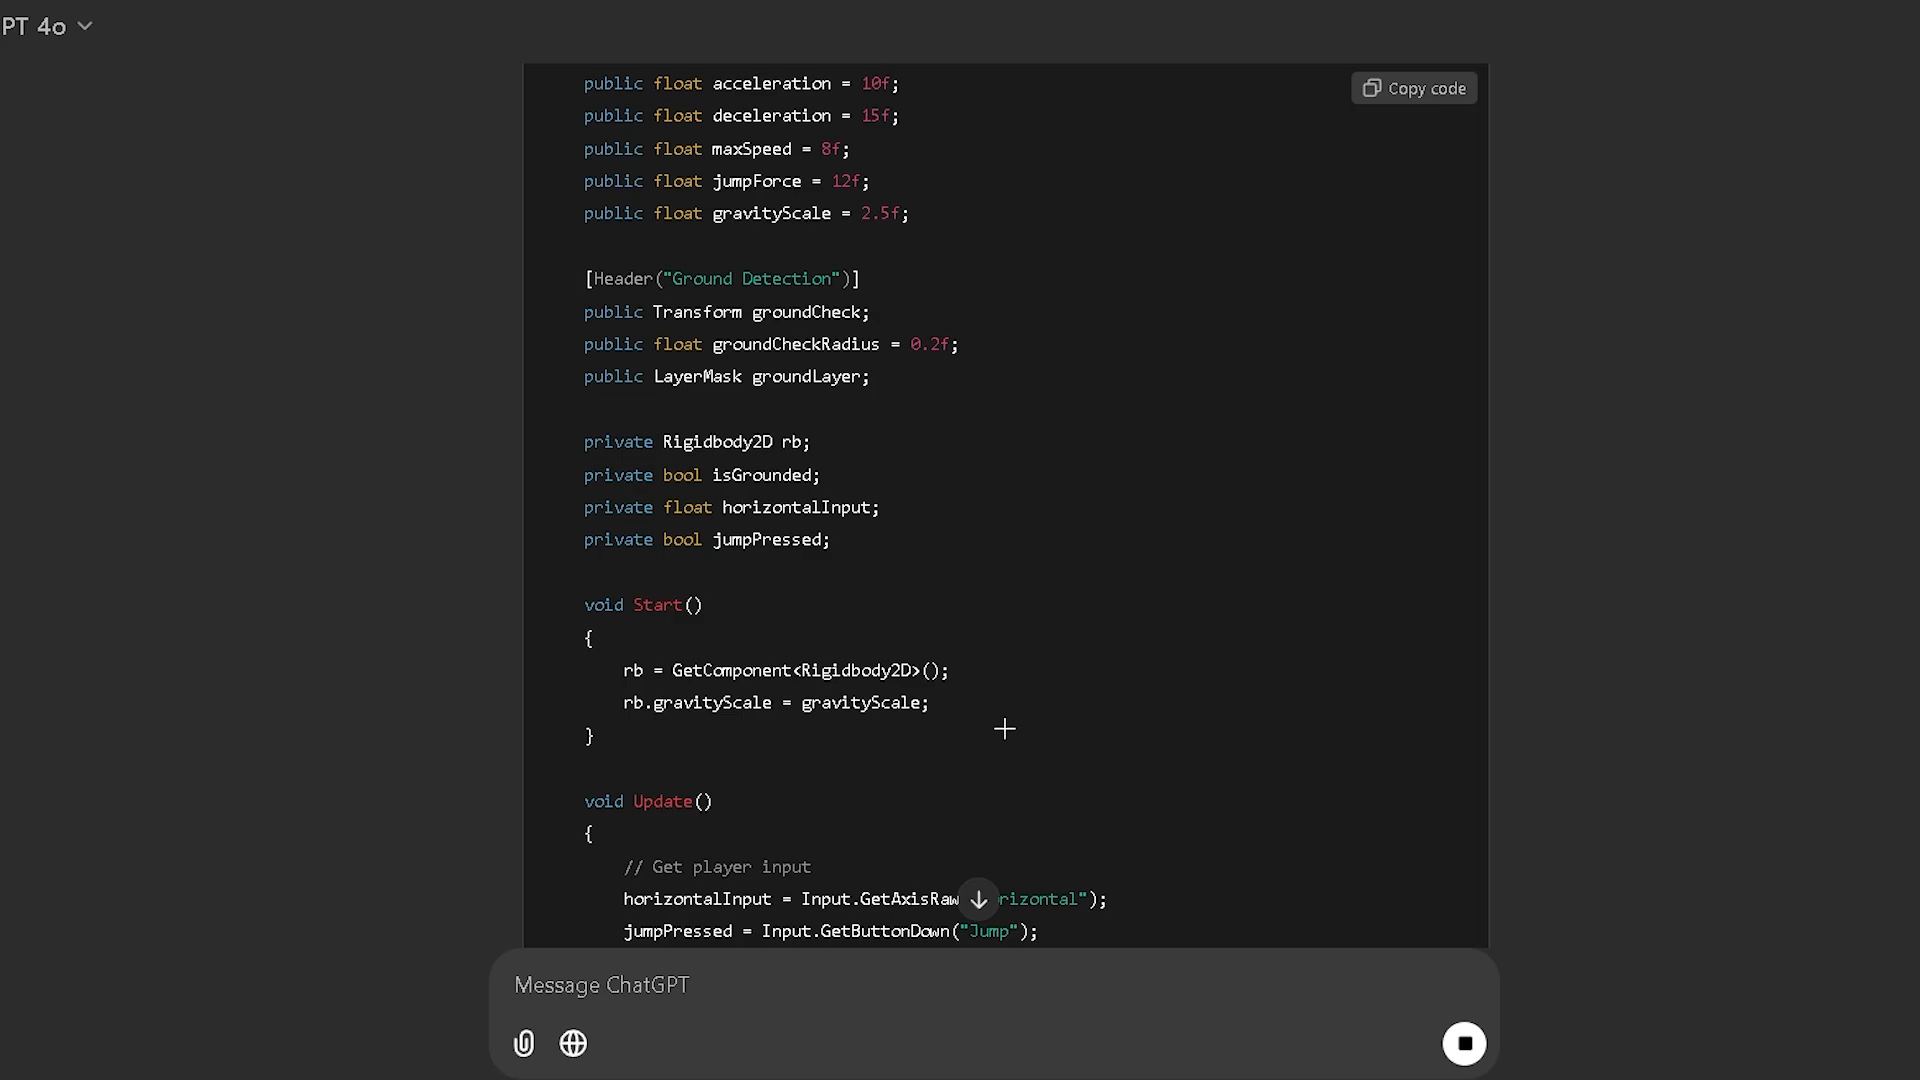 PT 4o
public float acceleration = 10f;
Copy code
public float deceleration = 15f;
public float maxSpeed = 8f;
public float jumpForce = 12f;
public float gravityScale = 2.5f;
[Header("Ground Detection")]
public Transform groundCheck;
public float groundCheckRadius = 0.2f;
public LayerMask groundLayer;
private Rigidbody2D rb;
private bool isGrounded;
private float horizontalInput;
private bool jumpPressed;
void Start()
{
rb = GetComponent<Rigidbody2D>();
rb.gravityScale = gravityScale;
}
void Update()
{
// Get player input
horizontalInput = Input.GetAxisRaw rizontal");
jumpPressed = Input.GetButtonDown("Jump");
Message ChatGPT